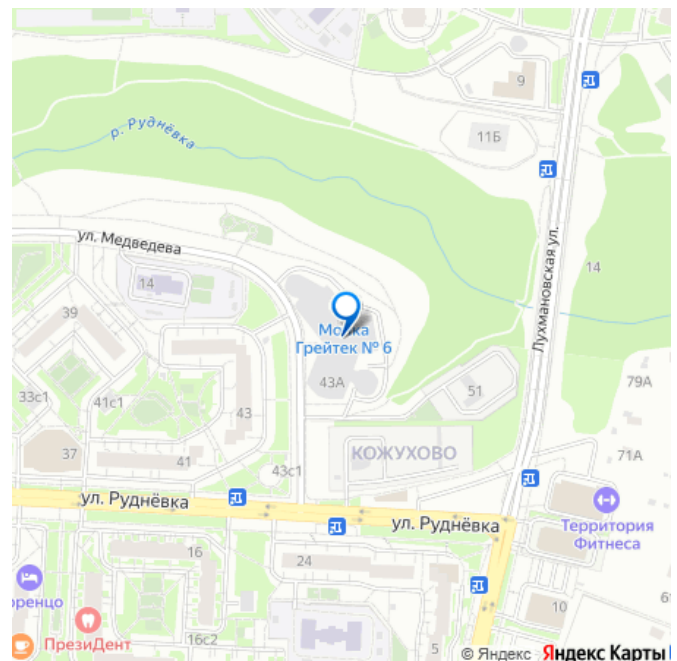 9
11Б
р. Руднёвка
ул. Медведева
14
14
Лухмановская ул.
39
Мойка
Грейтек № 6
43А
51
79А
33с1
41с1
43
37
41
43с1
КОЖУХОВО
71А
ул. Руднёвка
ул. Руднёвка
Территория
Фитнеса
16
24
оренцо
10
ПрезиДент
16с2
5
© Яндекс Яндекс Карты